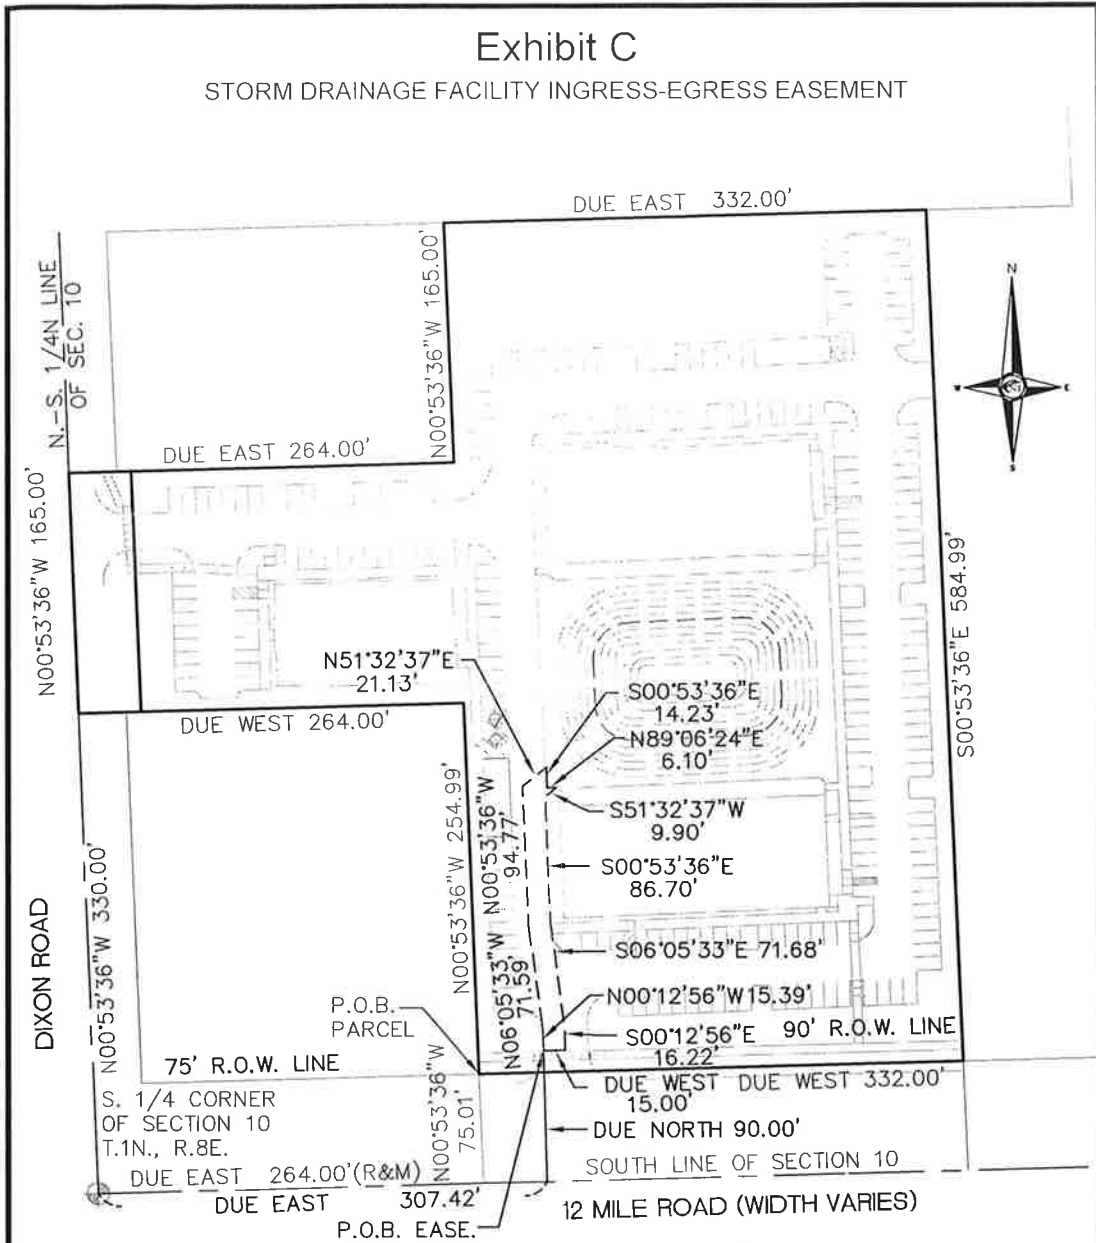 Exhibit C
STORM DRAINAGE FACILITY INGRESS-EGRESS EASEMENT
DUE EAST 332.00'
N.-S. 1/4N LINE
OF SEC. 10
N00°53'36"W 165.00'
N
W
E
S
DUE EAST 264.00'
N00°53'36"W 165.00'
S00°53'36"E 584.99'
N51°32'37"E
21.13'
S00°53'36"E
14.23'
N89°06'24"E
6.10'
DUE WEST 264.00'
S51°32'37"W
9.90'
N00°53'36"W 254.99'
N00°53'36"W
94.77'
S00°53'36"E
86.70'
DIXON ROAD
N00°53'36"W 330.00'
S06°05'33"E 71.68'
N06°05'33"W
71.59'
N00°12'56"W 15.39'
P.O.B.
PARCEL
S00°12'56"E
16.22'
90' R.O.W. LINE
75' R.O.W. LINE
DUE WEST
15.00'
DUE WEST 332.00'
S. 1/4 CORNER
OF SECTION 10
T.1N., R.8E.
N00°53'36"W
75.01'
DUE NORTH 90.00'
DUE EAST 264.00'(R&M)
SOUTH LINE OF SECTION 10
DUE EAST 307.42'
12 MILE ROAD (WIDTH VARIES)
P.O.B. EASE.